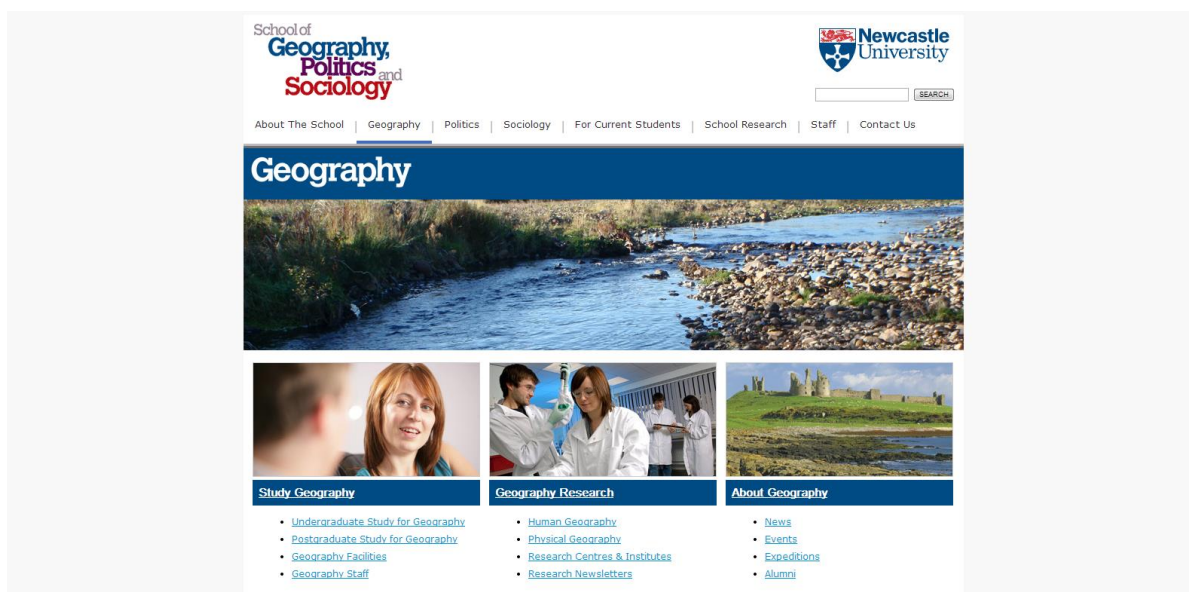 School of
Geography,
Politics and
Sociology
Newcastle
University
SEARCH
About The School | Geography | Politics | Sociology | For Current Students | School Research | Staff | Contact Us
Geography
Study Geography
Undergraduate Study for Geography
Postgraduate Study for Geography
Geography Facilities
Geography Staff
Geography Research
Human Geography
Physical Geography
Research Centres & Institutes
Research Newsletters
About Geography
News
Events
Expeditions
Alumni